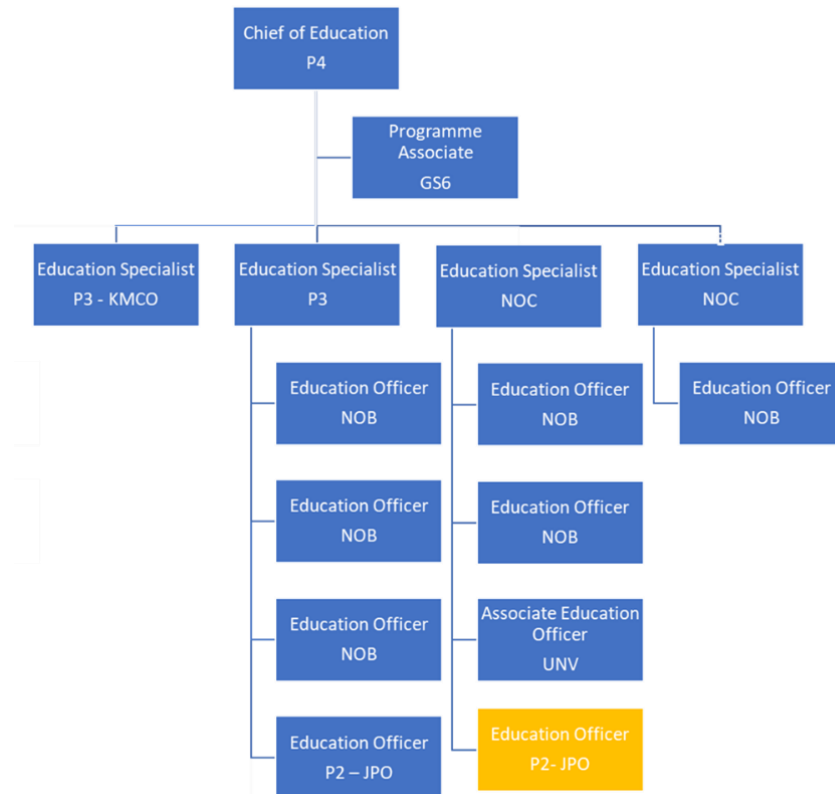 Chief of Education
P4
Programme
Associate
GS6
Education Specialist
P3 - KMCO
Education Specialist
P3
Education Specialist
NOC
Education Specialist
NOC
Education Officer
NOB
Education Officer
NOB
Education Officer
NOB
Education Officer
NOB
Education Officer
NOB
Education Officer
NOB
Associate Education
Officer
UNV
Education Officer
P2 – JPO
Education Officer
P2- JPO